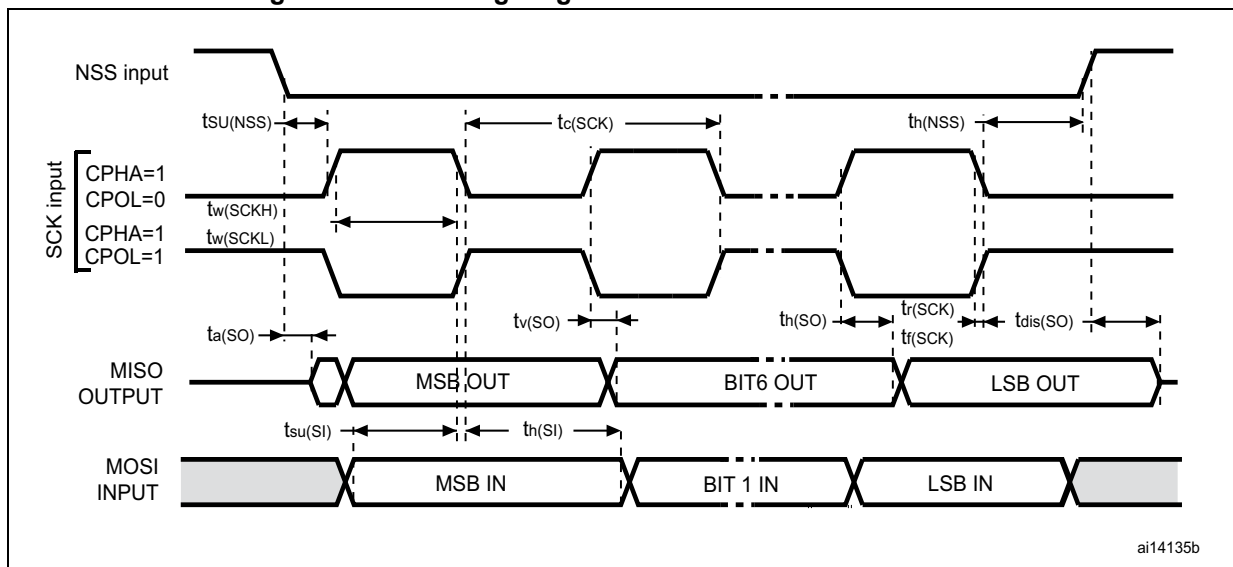 NSS input
tSU(NSS)
tc(SCK)
th(NSS)
SCK input
CPHA=1
CPOL=0
tw(SCKH)
CPHA=1
tw(SCKL)
CPOL=1
ta(SO)
tv(SO)
th(SO)
tr(SCK)
tf(SCK)
tdis(SO)
MISO
OUTPUT
MSB OUT
BIT6 OUT
LSB OUT
tsu(SI)
th(SI)
MOSI
INPUT
MSB IN
BIT 1 IN
LSB IN
ai14135b